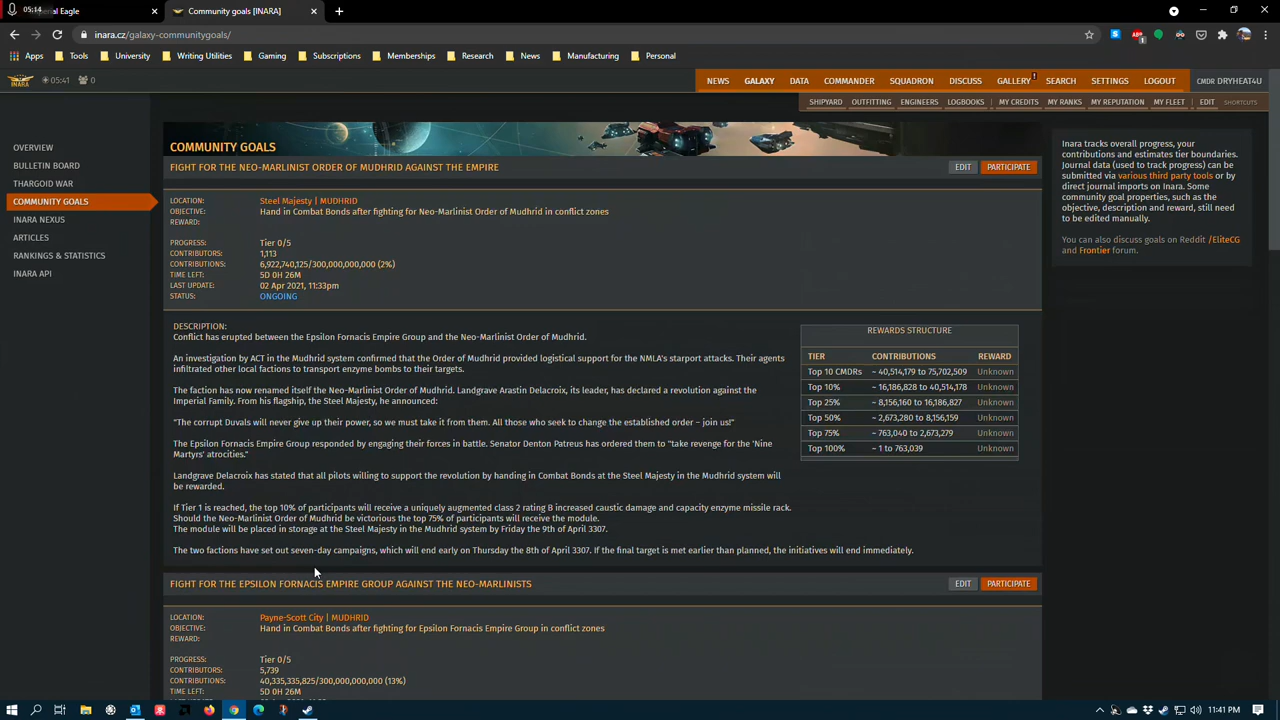 05:14
Imperial Eagle
Community goals [INARA]
inara.cz/galaxy-communitygoals/
Apps Tools University Writing Utilities Gaming Subscriptions Memberships Research News Manufacturing Personal
INARA 05:41 0
NEWS GALAXY DATA COMMANDER SQUADRON DISCUSS GALLERY ! SEARCH SETTINGS LOGOUT CMDR DRYHEAT4U
SHIPYARD OUTFITTING ENGINEERS LOGBOOKS MY CREDITS MY RANKS MY REPUTATION MY FLEET EDIT SHORTCUTS
OVERVIEW
BULLETIN BOARD
THARGOID WAR
COMMUNITY GOALS
INARA NEXUS
ARTICLES
RANKINGS & STATISTICS
INARA API
COMMUNITY GOALS
FIGHT FOR THE NEO-MARLINIST ORDER OF MUDHRID AGAINST THE EMPIRE EDIT PARTICIPATE
LOCATION: Steel Majesty | MUDHRID
OBJECTIVE: Hand in Combat Bonds after fighting for Neo-Marlinist Order of Mudhrid in conflict zones
REWARD:
PROGRESS: Tier 0/5
CONTRIBUTORS: 1,113
CONTRIBUTIONS: 6,922,740,125/300,000,000,000 (2%)
TIME LEFT: 5D 0H 26M
LAST UPDATE: 02 Apr 2021, 11:33pm
STATUS: ONGOING
DESCRIPTION:
Conflict has erupted between the Epsilon Fornacis Empire Group and the Neo-Marlinist Order of Mudhrid.
An investigation by ACT in the Mudhrid system confirmed that the Order of Mudhrid provided logistical support for the NMLA's starport attacks. Their agents
infiltrated other local factions to transport enzyme bombs to their targets.
The faction has now renamed itself the Neo-Marlinist Order of Mudhrid. Landgrave Arastin Delacroix, its leader, has declared a revolution against the
Imperial Family. From his flagship, the Steel Majesty, he announced:
"The corrupt Duvals will never give up their power, so we must take it from them. All those who seek to change the established order – join us!"
The Epsilon Fornacis Empire Group responded by engaging their forces in battle. Senator Denton Patreus has ordered them to "take revenge for the 'Nine
Martyrs' atrocities."
Landgrave Delacroix has stated that all pilots willing to support the revolution by handing in Combat Bonds at the Steel Majesty in the Mudhrid system will
be rewarded.
If Tier 1 is reached, the top 10% of participants will receive a uniquely augmented class 2 rating B increased caustic damage and capacity enzyme missile rack.
Should the Neo-Marlinist Order of Mudhrid be victorious the top 75% of participants will receive the module.
The module will be placed in storage at the Steel Majesty in the Mudhrid system by Friday the 9th of April 3307.
The two factions have set out seven-day campaigns, which will end early on Thursday the 8th of April 3307. If the final target is met earlier than planned, the initiatives will end immediately.
REWARDS STRUCTURE
TIER CONTRIBUTIONS REWARD
Top 10 CMDRs ~ 40,514,179 to 75,702,509 Unknown
Top 10% ~ 16,186,828 to 40,514,178 Unknown
Top 25% ~ 8,156,160 to 16,186,827 Unknown
Top 50% ~ 2,673,280 to 8,156,159 Unknown
Top 75% ~ 763,040 to 2,673,279 Unknown
Top 100% ~ 1 to 763,039 Unknown
FIGHT FOR THE EPSILON FORNACIS EMPIRE GROUP AGAINST THE NEO-MARLINISTS EDIT PARTICIPATE
LOCATION: Payne-Scott City | MUDHRID
OBJECTIVE: Hand in Combat Bonds after fighting for Epsilon Fornacis Empire Group in conflict zones
REWARD:
PROGRESS: Tier 0/5
CONTRIBUTORS: 5,739
CONTRIBUTIONS: 40,335,335,825/300,000,000,000 (13%)
TIME LEFT: 5D 0H 26M
Inara tracks overall progress, your
contributions and estimates tier boundaries.
Journal data (used to track progress) can be
submitted via various third party tools or by
direct journal imports on Inara. Some
community goal properties, such as the
objective, description and reward, still need
to be edited manually.
You can also discuss goals on Reddit /EliteCG
and Frontier forum.
11:41 PM